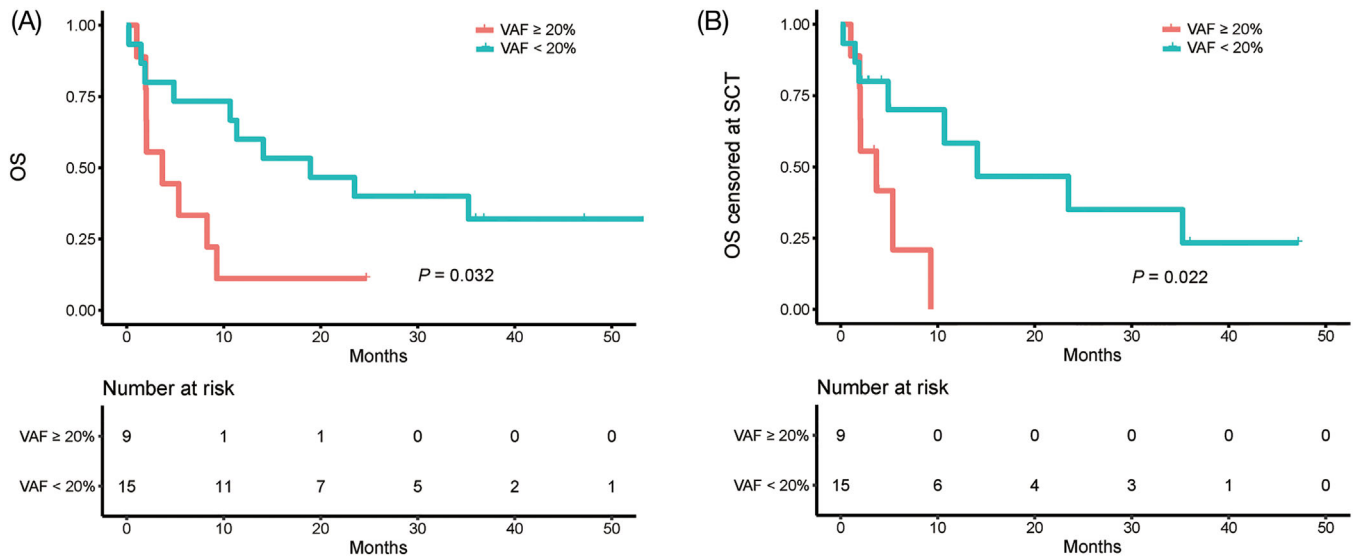 (A)
VAF ≥ 20%
VAF < 20%
1.00
0.75
0.50
0.25
0.00
OS
P = 0.032
0 10 20 30 40 50
Months
Number at risk
VAF ≥ 20% 9 1 1 0 0 0
VAF < 20% 15 11 7 5 2 1
0 10 20 30 40 50
Months
(B)
VAF ≥ 20%
VAF < 20%
1.00
0.75
0.50
0.25
0.00
OS censored at SCT
P = 0.022
0 10 20 30 40 50
Months
Number at risk
VAF ≥ 20% 9 0 0 0 0 0
VAF < 20% 15 6 4 3 1 0
0 10 20 30 40 50
Months